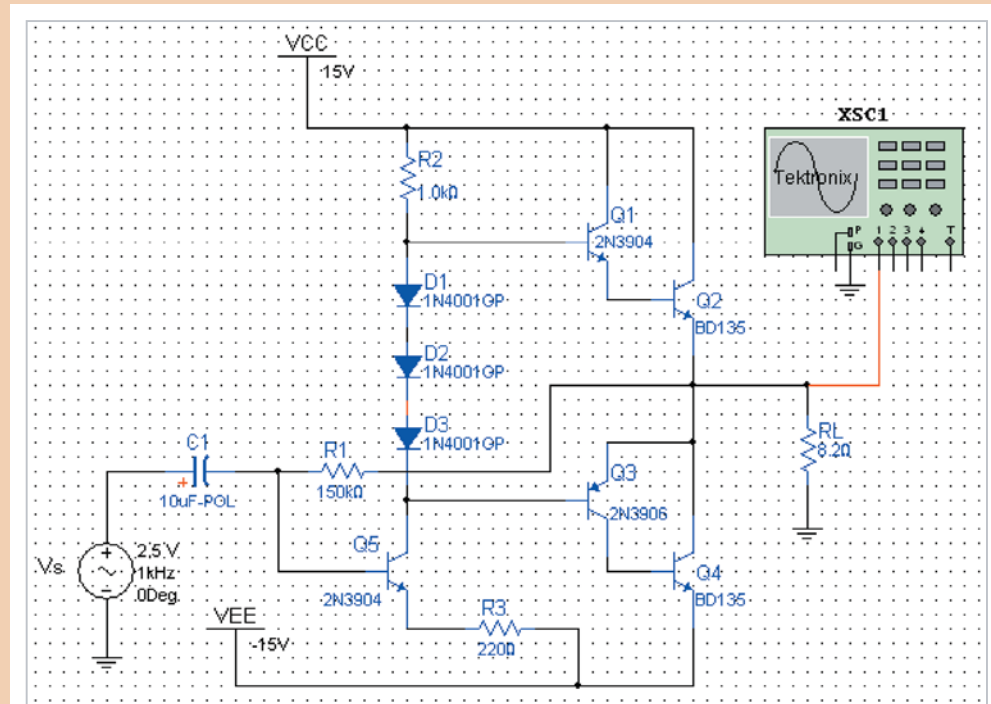 VCC
15V
XSC1
Tektronix
P
G
1 2 3 4 T
R2
1.0kΩ
Q1
2N3904
D1
1N4001GP
Q2
BD135
D2
1N4001GP
D3
1N4001GP
C1
10uF-POL
R1
150kΩ
RL
8.2Ω
Q3
2N3906
Q5
2N3904
Q4
BD135
Vs
2.5 V
1kHz
0Deg
VEE
-15V
R3
220Ω